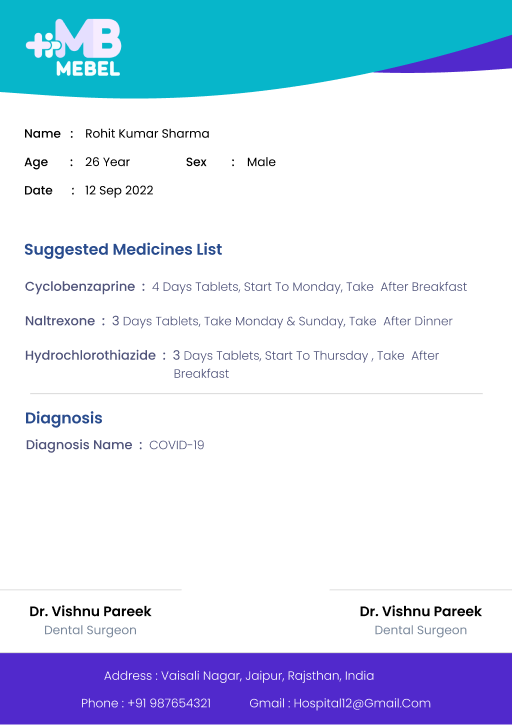 MB
MEBEL
Name : Rohit Kumar Sharma
Age : 26 Year Sex : Male
Date : 12 Sep 2022
Suggested Medicines List
Cyclobenzaprine : 4 Days Tablets, Start To Monday, Take After Breakfast
Naltrexone : 3 Days Tablets, Take Monday & Sunday, Take After Dinner
Hydrochlorothiazide : 3 Days Tablets, Start To Thursday , Take After
Breakfast
Diagnosis
Diagnosis Name : COVID-19
Dr. Vishnu Pareek Dr. Vishnu Pareek
Dental Surgeon Dental Surgeon
Address : Vaisali Nagar, Jaipur, Rajsthan, India
Phone : +91 987654321 Gmail : Hospital12@Gmail.Com